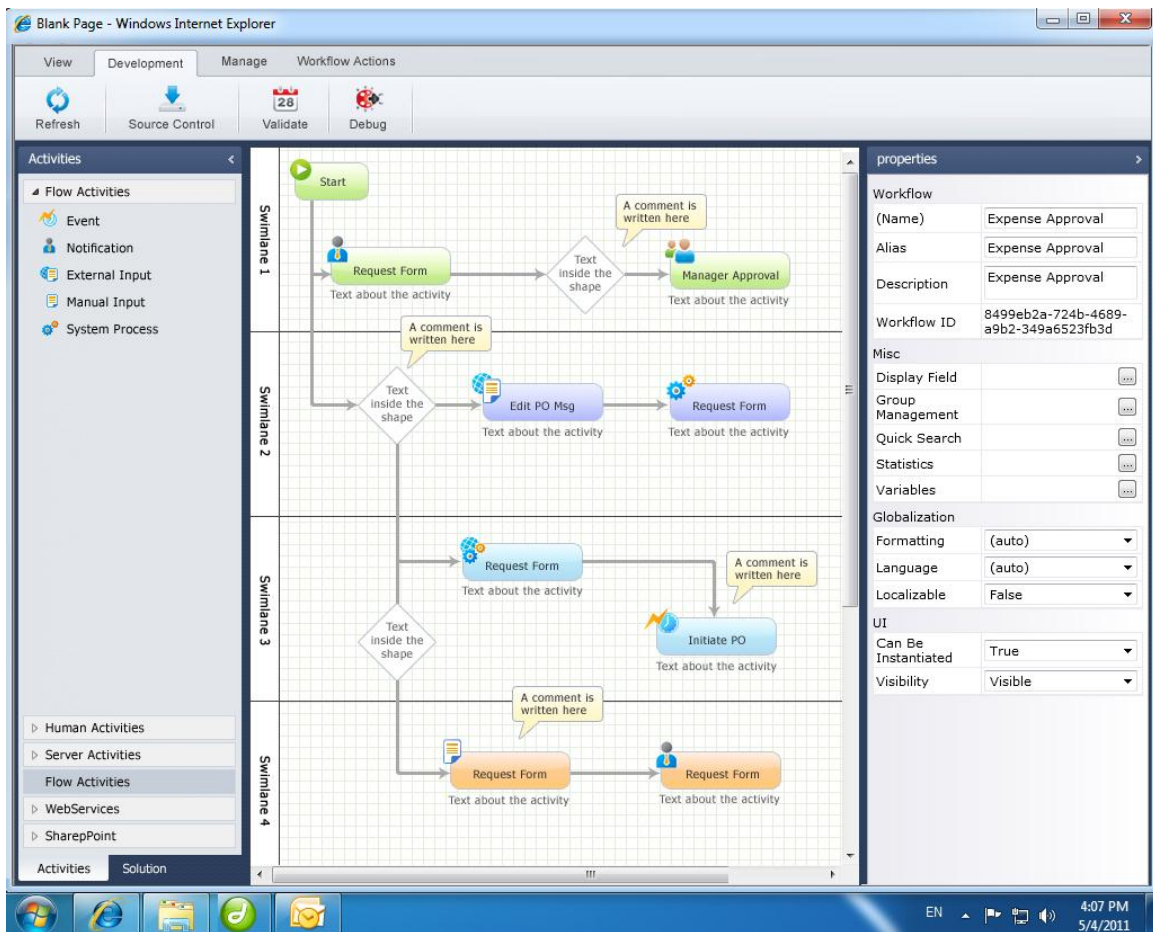 Blank Page - Windows Internet Explorer
View Development Manage Workflow Actions
28
Refresh Source Control Validate Debug
Activities
Flow Activities
Event
Notification
External Input
Manual Input
System Process
Human Activities
Server Activities
Flow Activities
WebServices
SharepPoint
Activities Solution
Swimlane 1
Start
Request Form
Text about the activity
Text
inside the
shape
A comment is
written here
Manager Approval
Text about the activity
Swimlane 2
A comment is
written here
Text
inside the
shape
Edit PO Msg
Text about the activity
Request Form
Text about the activity
Swimlane 3
Request Form
Text about the activity
A comment is
written here
Text
inside the
shape
Initiate PO
Text about the activity
Swimlane 4
A comment is
written here
Request Form
Text about the activity
Request Form
Text about the activity
properties
Workflow
(Name) Expense Approval
Alias Expense Approval
Description Expense Approval
Workflow ID 8499eb2a-724b-4689-
a9b2-349a6523fb3d
Misc
Display Field ...
Group
Management ...
Quick Search ...
Statistics ...
Variables ...
Globalization
Formatting (auto)
Language (auto)
Localizable False
UI
Can Be
Instantiated True
Visibility Visible
EN 4:07 PM
5/4/2011